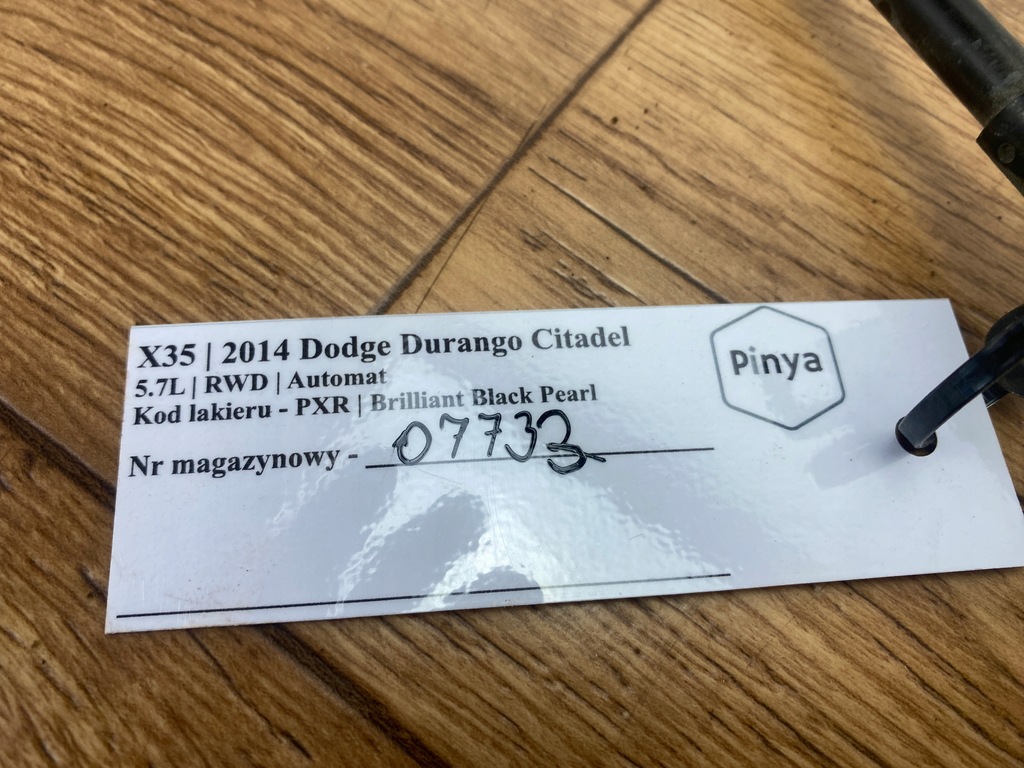 X35 | 2014 Dodge Durango Citadel
5.7L | RWD | Automat
Kod lakieru - PXR | Brilliant Black Pearl
Nr magazynowy - 07733
Pinya